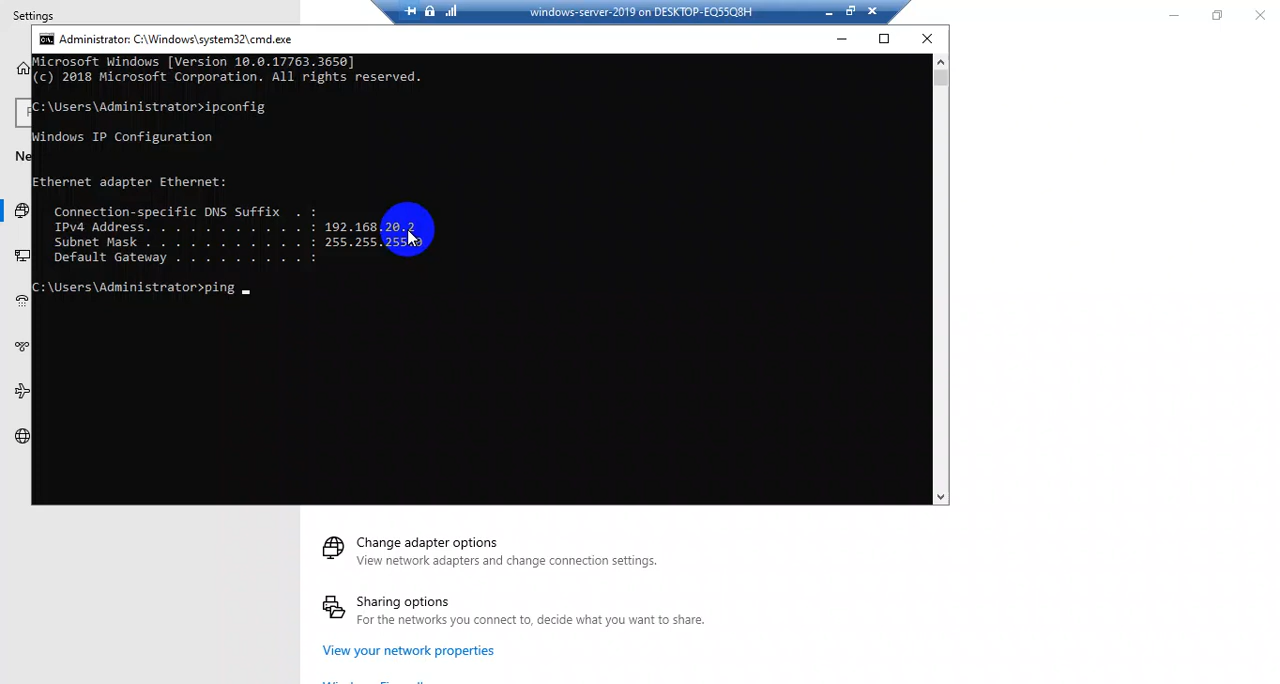 Settings
windows-server-2019 on DESKTOP-EQ55Q8H
Administrator: C:\Windows\system32\cmd.exe
Microsoft Windows [Version 10.0.17763.3650]
(c) 2018 Microsoft Corporation. All rights reserved.
C:\Users\Administrator>ipconfig
Windows IP Configuration
Ne
Ethernet adapter Ethernet:
Connection-specific DNS Suffix . :
IPv4 Address. . . . . . . . . . . : 192.168.20.2
Subnet Mask . . . . . . . . . . . : 255.255.255.0
Default Gateway . . . . . . . . . :
C:\Users\Administrator>ping _
Change adapter options
View network adapters and change connection settings.
Sharing options
For the networks you connect to, decide what you want to share.
View your network properties